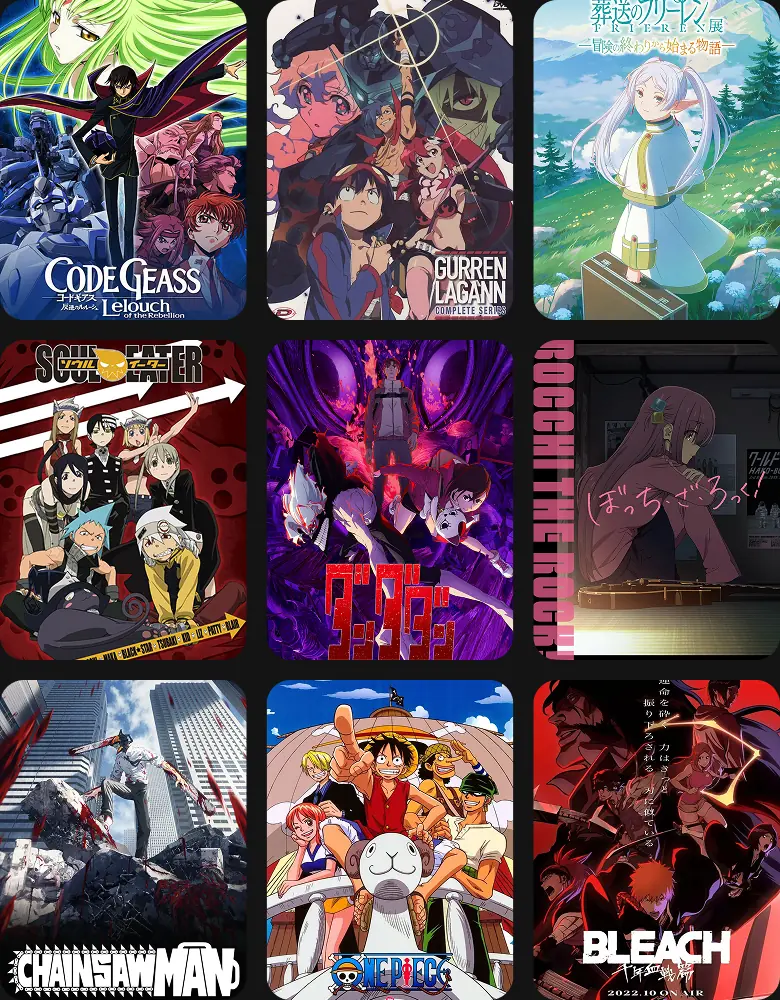 CODE GEASS
コードギアス
反逆のルルーシュ
Lelouch
of the Rebellion
GURREN
LAGANN
COMPLETE SERIES
葬送のフリーレン展
FRIEREN
冒険の終わりから始まる物語
SOUL EATER
ソウル イーター
MAKA BLACK★STAR TSUBAKI KID LIZ PATTY BLAIR
ダンダダン
BOCCHI THE ROCK!
ぼっち・ざ・ろっく!
CHAINSAW MAN
ONE PIECE
運命を砕く力はきっと
振り下ろされる刃に似ている
BLEACH
千年血戦篇
2022.10 ON AIR